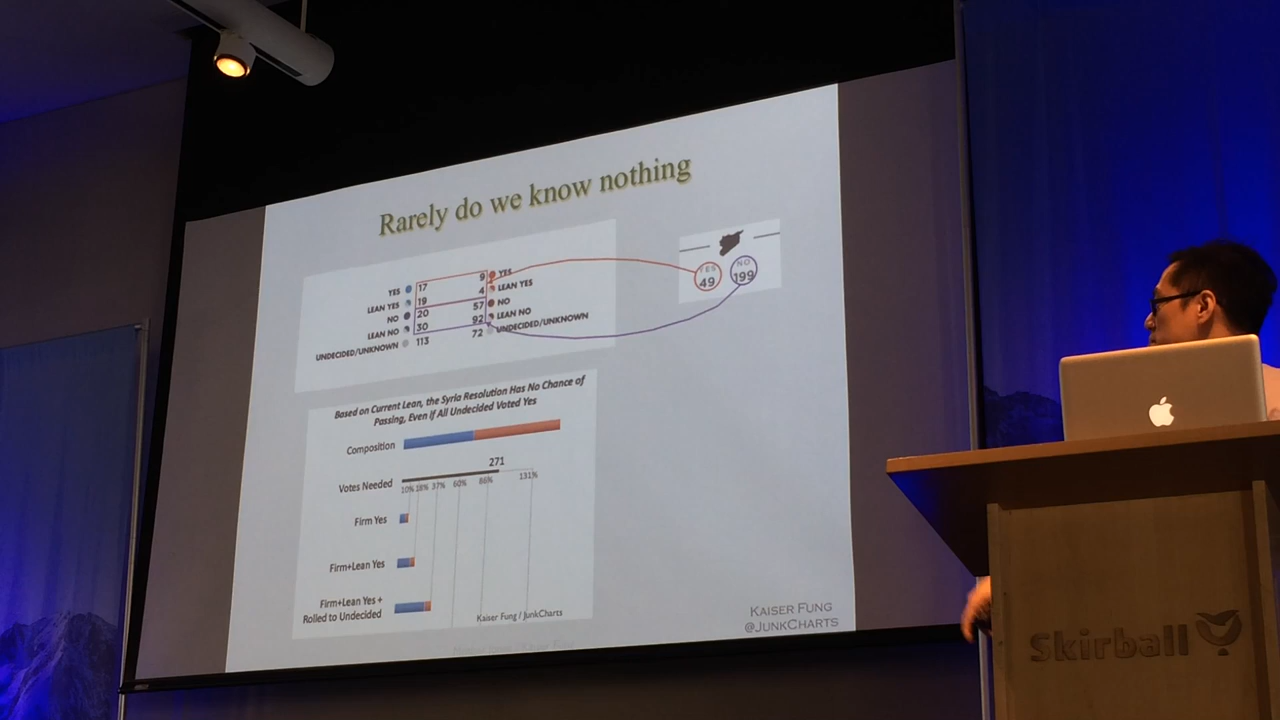 Rarely do we know nothing
YES 17 9 YES
LEAN YES 19 4 LEAN YES
NO 20 57 NO
LEAN NO 30 92 LEAN NO
UNDECIDED/UNKNOWN 113 72 UNDECIDED/UNKNOWN
YES 49
NO 199
Based on Current Lean, the Syria Resolution Has No Chance of
Passing, Even if All Undecided Voted Yes
Composition
271
Votes Needed
10% 18% 37% 60% 86% 131%
Firm Yes
Firm+Lean Yes
Firm+Lean Yes +
Rolled to Undecided
Kaiser Fung / JunkCharts
KAISER FUNG
@JUNKCHARTS
Skirball